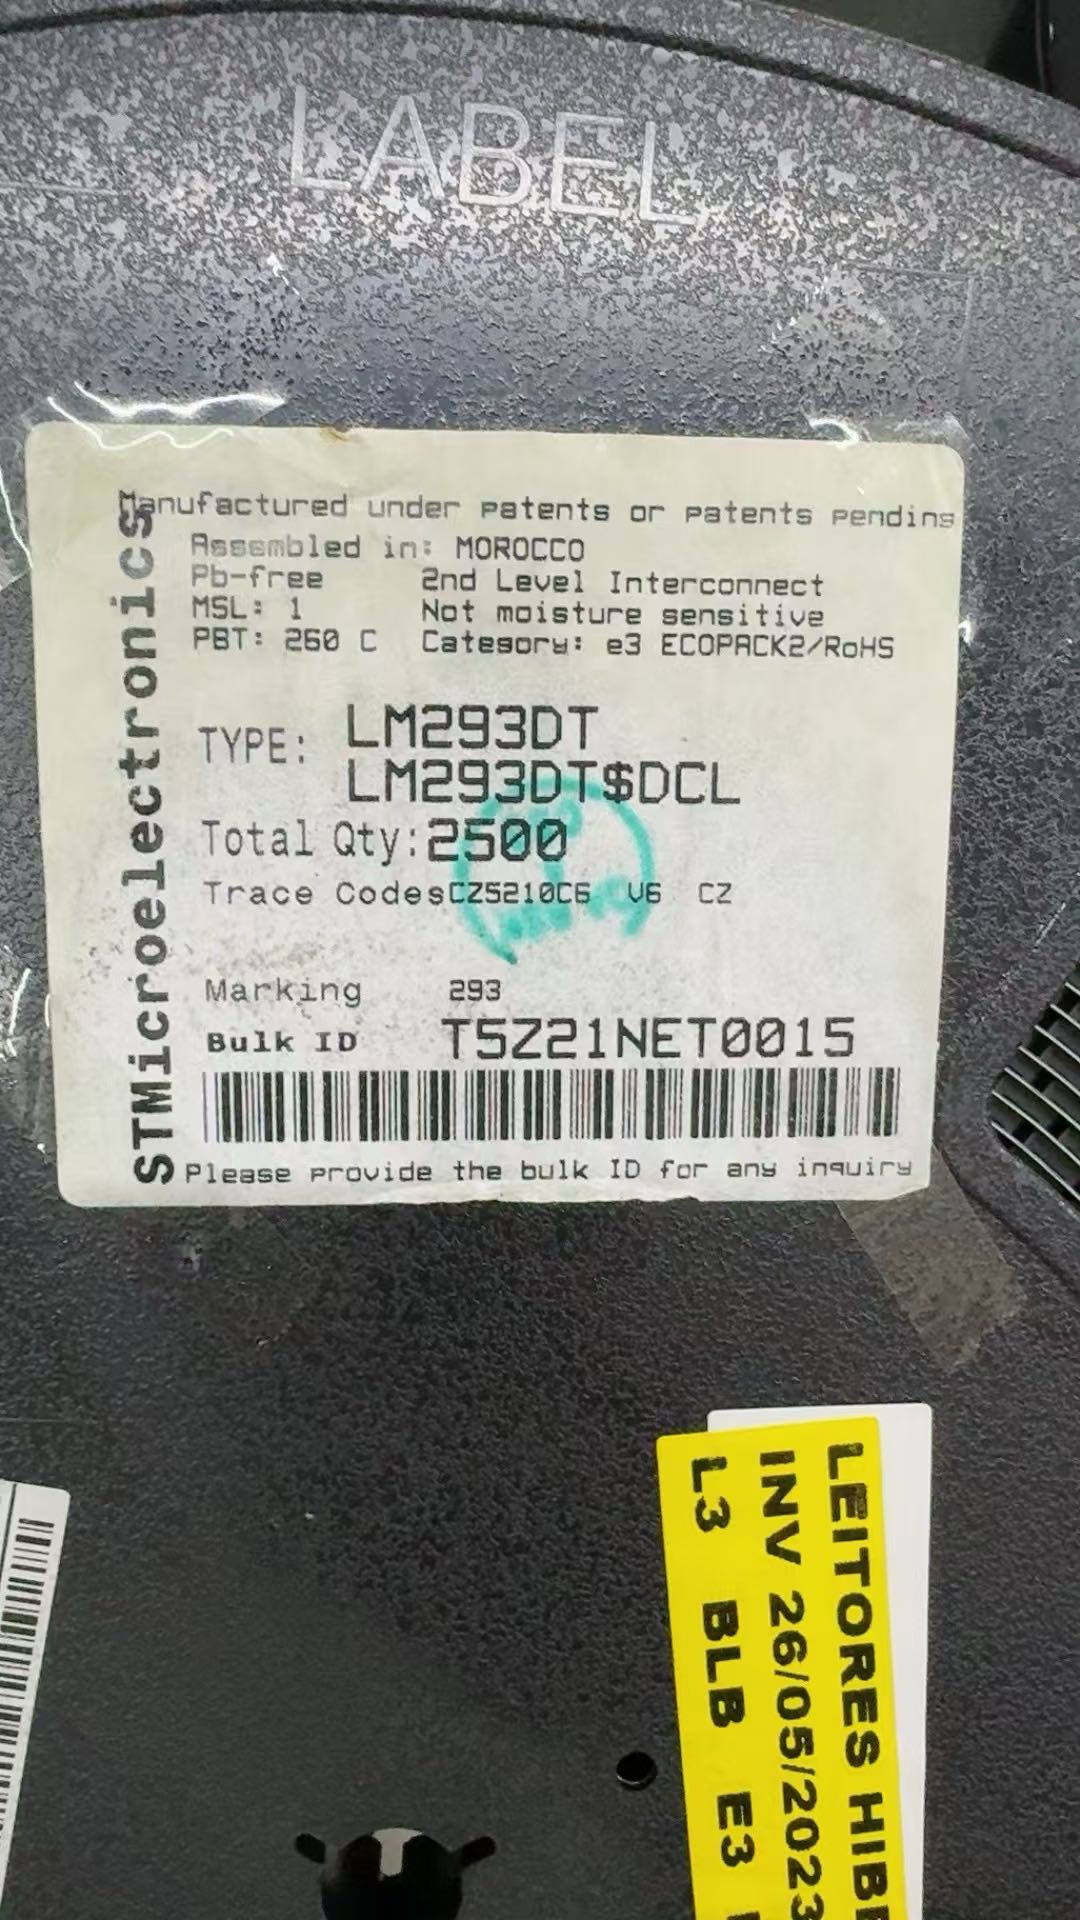 LABEL
STMicroelectronics
Manufactured under patents or patents pending
Assembled in: MOROCCO
Pb-free 2nd Level Interconnect
MSL: 1 Not moisture sensitive
PBT: 260 C Category: e3 ECOPACK2/RoHS
TYPE: LM293DT
LM293DT$DCL
Total Qty: 2500
Trace Codes CZ5210C6 V6 CZ
Marking 293
Bulk ID T5Z21NET0015
Please provide the bulk ID for any inquiry
LEITORES
INV 26/05/2023
L3 BLB E3